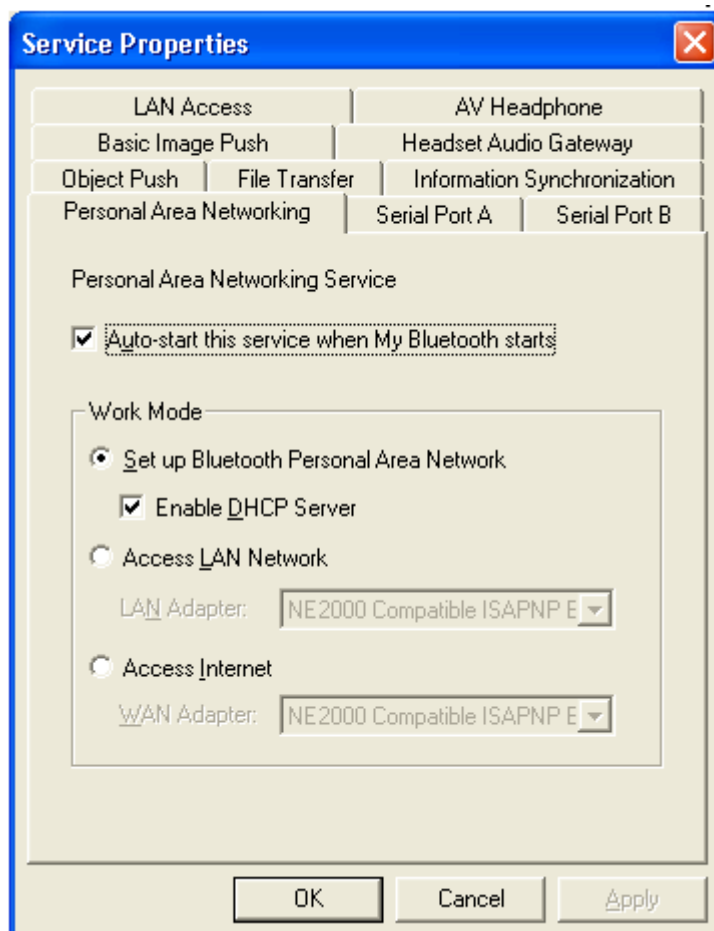 Service Properties
LAN Access AV Headphone
Basic Image Push Headset Audio Gateway
Object Push File Transfer Information Synchronization
Personal Area Networking Serial Port A Serial Port B
Personal Area Networking Service
Auto-start this service when My Bluetooth starts
Work Mode
Set up Bluetooth Personal Area Network
Enable DHCP Server
Access LAN Network
LAN Adapter: NE2000 Compatible ISAPNP E
Access Internet
WAN Adapter: NE2000 Compatible ISAPNP E
OK Cancel Apply